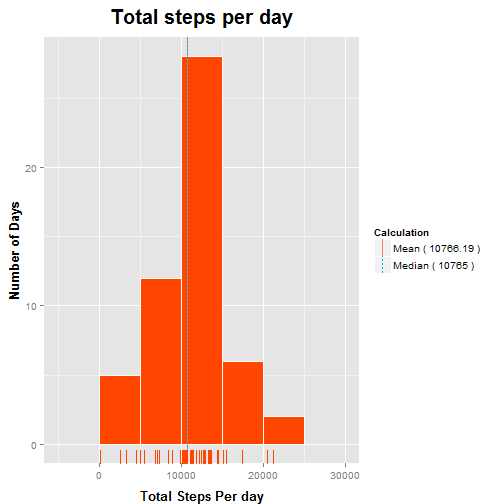 Total steps per day
Number of Days
20
10
0
0
10000
20000
30000
Total Steps Per day
Calculation
Mean ( 10766.19 )
Median ( 10765 )